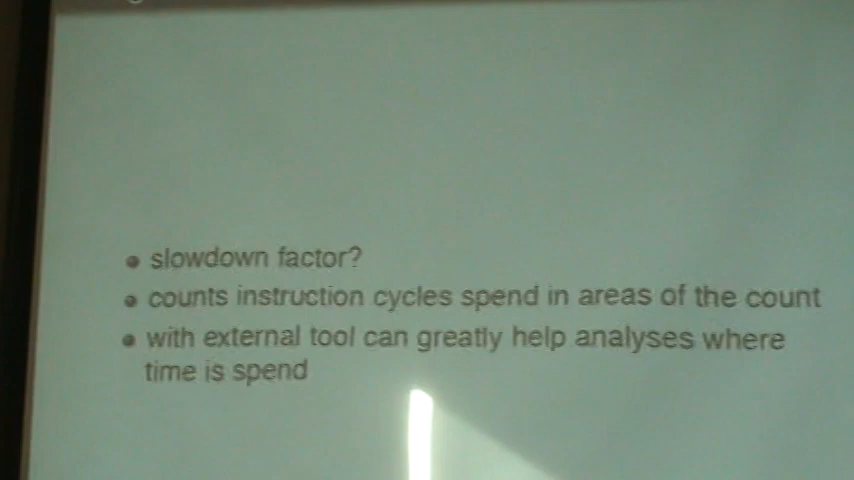 slowdown factor?
counts instruction cycles spend in areas of the count
with external tool can greatly help analyses where
time is spend